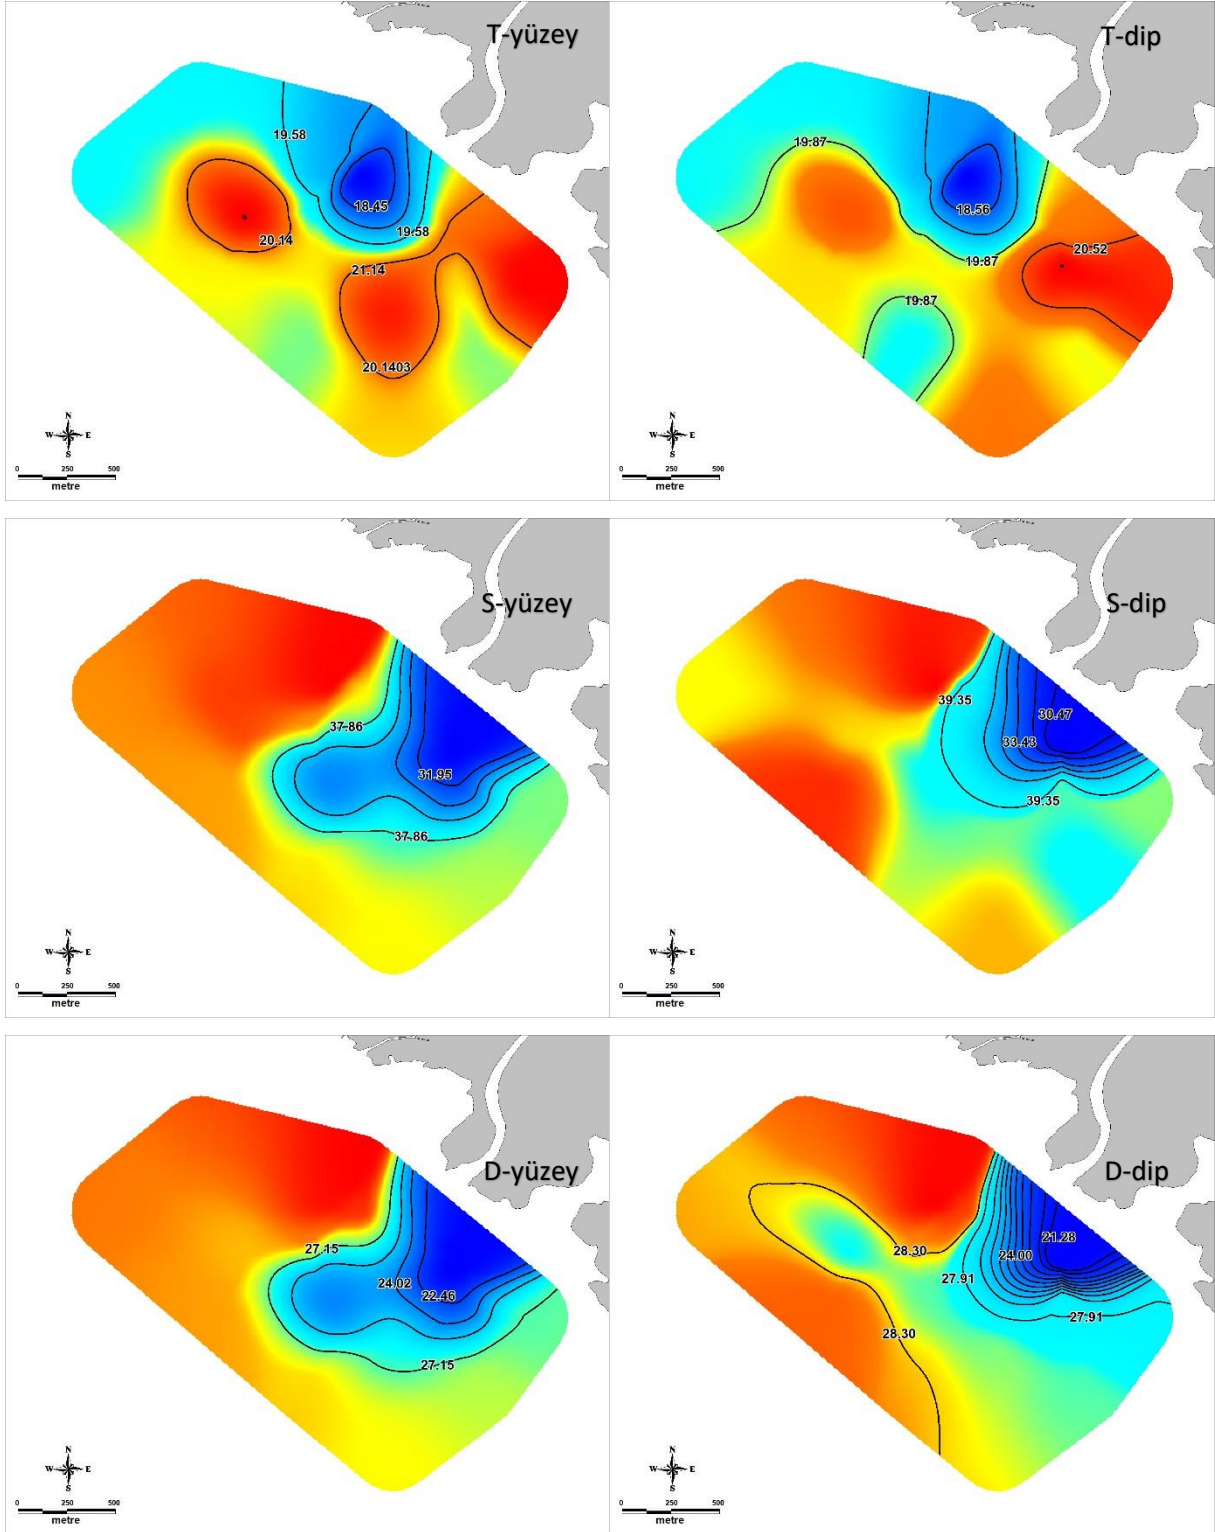 T-yüzey
19.58
18.45
19.58
20.14
21.14
20.1403
N
W E
S
0 250 500
metre
T-dip
19.87
18.56
20.52
19.87
19.87
N
W E
S
0 250 500
metre
S-yüzey
37.86
31.95
37.86
N
W E
S
0 250 500
metre
S-dip
39.35
30.47
33.43
39.35
N
W E
S
0 250 500
metre
D-yüzey
27.15
24.02
22.46
27.15
N
W E
S
0 250 500
metre
D-dip
28.30
21.28
24.00
27.91
27.91
28.30
N
W E
S
0 250 500
metre